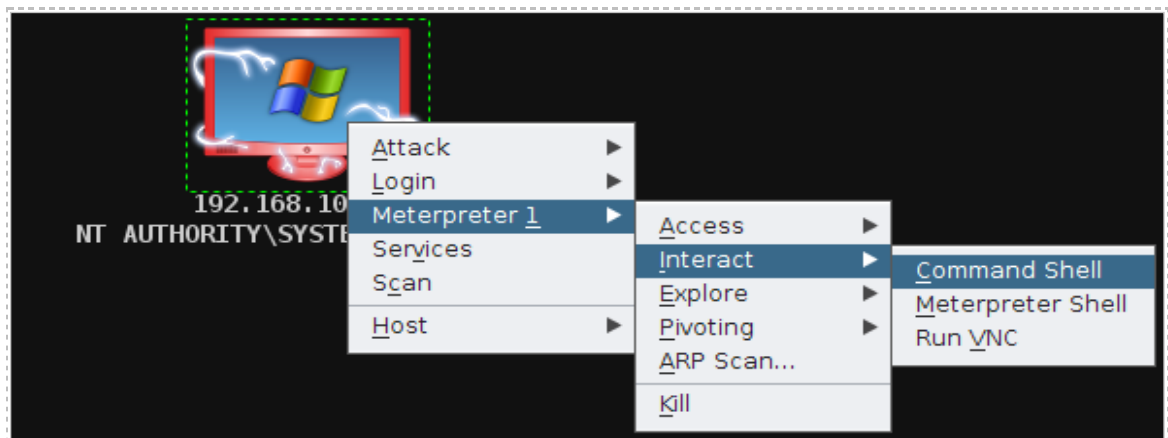 192.168.10
NT AUTHORITY\SYSTE
Attack
Login
Meterpreter 1
Services
Scan
Host
Access
Interact
Explore
Pivoting
ARP Scan...
Kill
Command Shell
Meterpreter Shell
Run VNC